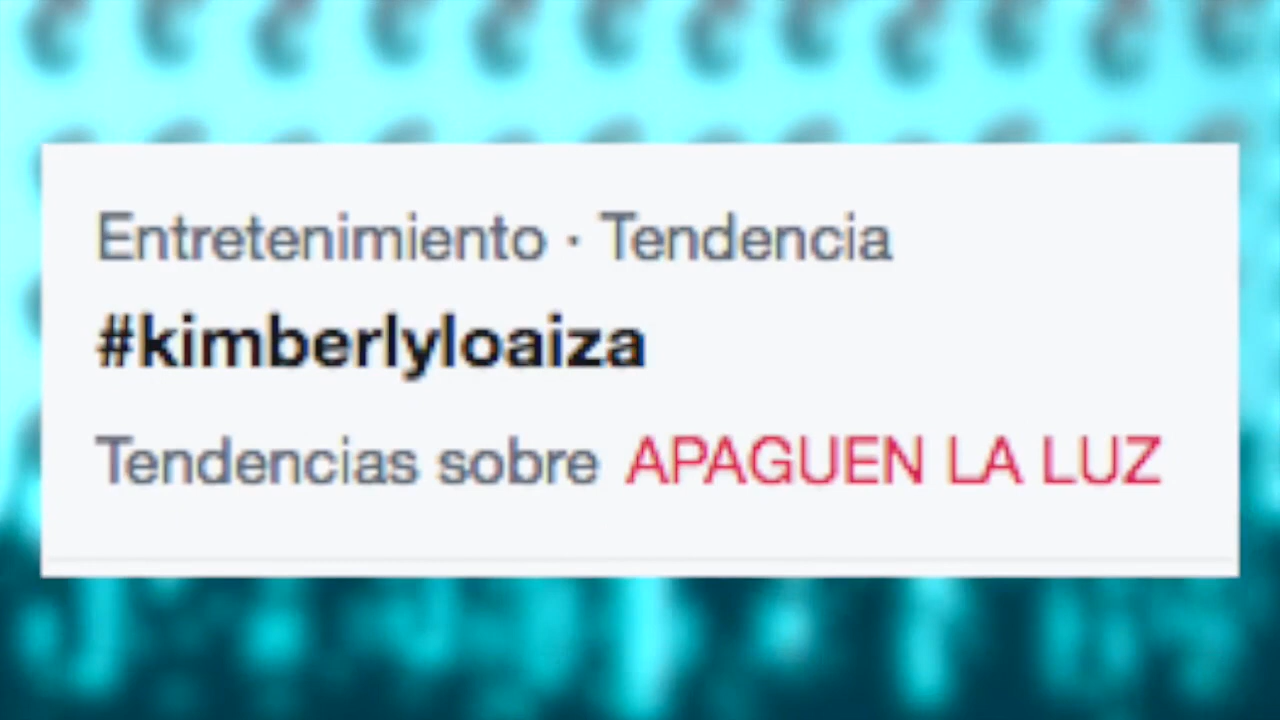 Entretenimiento · Tendencia
#kimberlyloaiza
Tendencias sobre APAGUEN LA LUZ